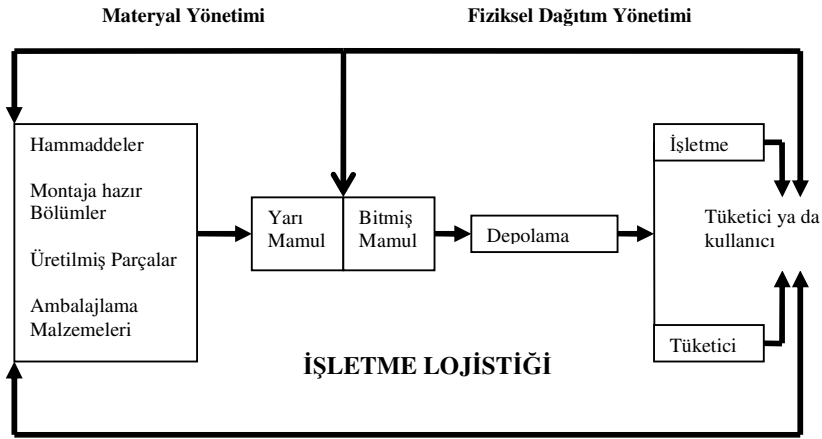 Materyal Yönetimi
Fiziksel Dağıtım Yönetimi
Hammaddeler
Montaja hazır
Bölümler
Üretilmiş Parçalar
Ambalajlama
Malzemeleri
Yarı
Mamul
Bitmiş
Mamul
Depolama
İşletme
Tüketici ya da
kullanıcı
Tüketici
İŞLETME LOJİSTİĞİ